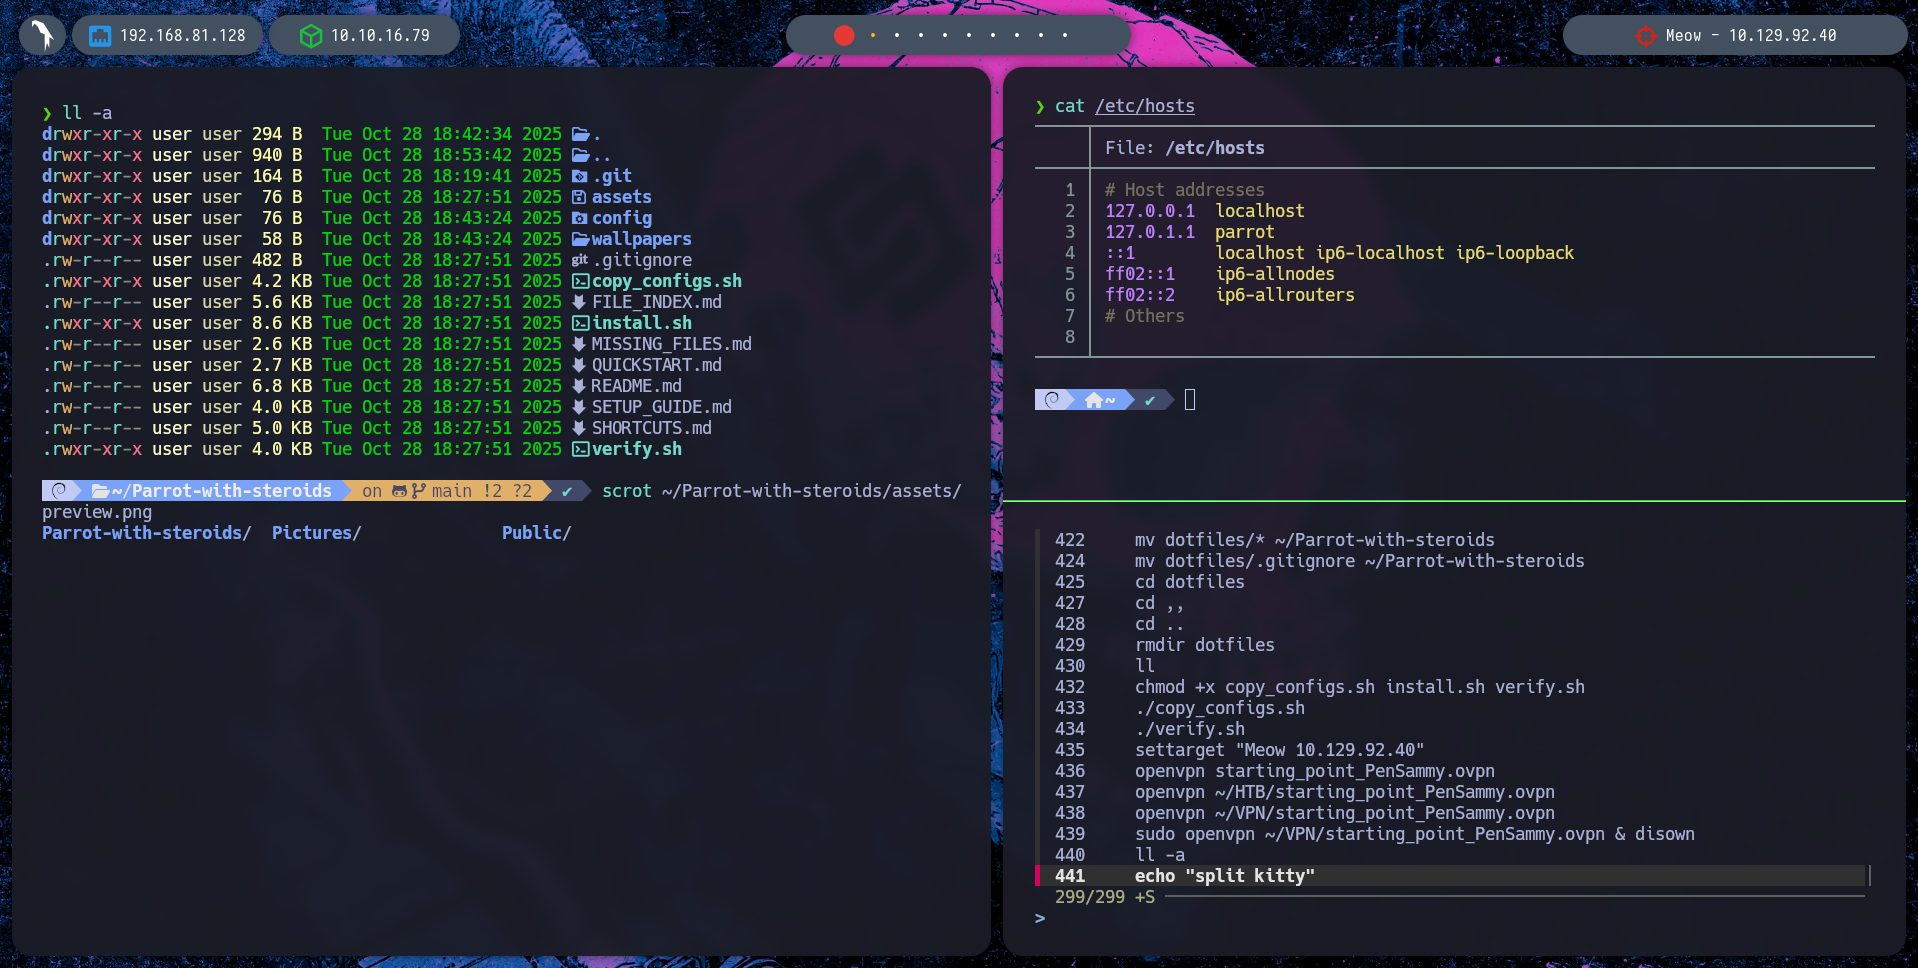 192.168.81.128
10.10.16.79
Meow - 10.129.92.40
❯ ll -a
drwxr-xr-x user user 294 B  Tue Oct 28 18:42:34 2025 .
drwxr-xr-x user user 940 B  Tue Oct 28 18:53:42 2025 ..
drwxr-xr-x user user 164 B  Tue Oct 28 18:19:41 2025 .git
drwxr-xr-x user user  76 B  Tue Oct 28 18:27:51 2025 assets
drwxr-xr-x user user  76 B  Tue Oct 28 18:43:24 2025 config
drwxr-xr-x user user  58 B  Tue Oct 28 18:43:24 2025 wallpapers
.rw-r--r-- user user 482 B  Tue Oct 28 18:27:51 2025 git .gitignore
.rwxr-xr-x user user 4.2 KB Tue Oct 28 18:27:51 2025 copy_configs.sh
.rw-r--r-- user user 5.6 KB Tue Oct 28 18:27:51 2025 FILE_INDEX.md
.rwxr-xr-x user user 8.6 KB Tue Oct 28 18:27:51 2025 install.sh
.rw-r--r-- user user 2.6 KB Tue Oct 28 18:27:51 2025 MISSING_FILES.md
.rw-r--r-- user user 2.7 KB Tue Oct 28 18:27:51 2025 QUICKSTART.md
.rw-r--r-- user user 6.8 KB Tue Oct 28 18:27:51 2025 README.md
.rw-r--r-- user user 4.0 KB Tue Oct 28 18:27:51 2025 SETUP_GUIDE.md
.rw-r--r-- user user 5.0 KB Tue Oct 28 18:27:51 2025 SHORTCUTS.md
.rwxr-xr-x user user 4.0 KB Tue Oct 28 18:27:51 2025 verify.sh
~/Parrot-with-steroids on main !2 ?2 ✔ scrot ~/Parrot-with-steroids/assets/
preview.png
Parrot-with-steroids/  Pictures/              Public/
❯ cat /etc/hosts
File: /etc/hosts
1 # Host addresses
2 127.0.0.1  localhost
3 127.0.1.1  parrot
4 ::1        localhost ip6-localhost ip6-loopback
5 ff02::1    ip6-allnodes
6 ff02::2    ip6-allrouters
7 # Others
8
~ ✔
422     mv dotfiles/* ~/Parrot-with-steroids
424     mv dotfiles/.gitignore ~/Parrot-with-steroids
425     cd dotfiles
427     cd ,,
428     cd ..
429     rmdir dotfiles
430     ll
432     chmod +x copy_configs.sh install.sh verify.sh
433     ./copy_configs.sh
434     ./verify.sh
435     settarget "Meow 10.129.92.40"
436     openvpn starting_point_PenSammy.ovpn
437     openvpn ~/HTB/starting_point_PenSammy.ovpn
438     openvpn ~/VPN/starting_point_PenSammy.ovpn
439     sudo openvpn ~/VPN/starting_point_PenSammy.ovpn & disown
440     ll -a
441     echo "split kitty"
299/299 +S
>